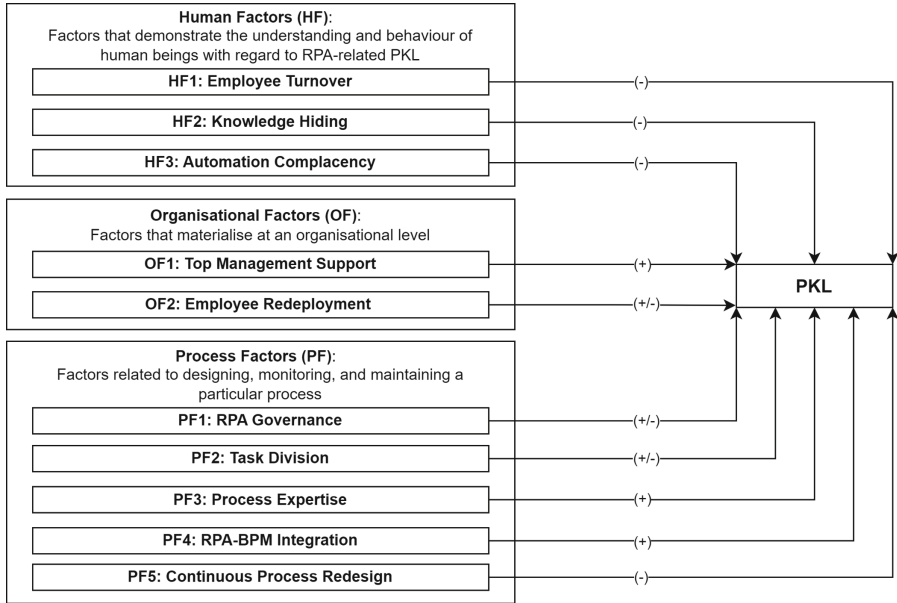 Human Factors (HF):
Factors that demonstrate the understanding and behaviour of
human beings with regard to RPA-related PKL
HF1: Employee Turnover
(-)
HF2: Knowledge Hiding
(-)
HF3: Automation Complacency
(-)
Organisational Factors (OF):
Factors that materialise at an organisational level
OF1: Top Management Support
(+)
OF2: Employee Redeployment
(+/-)
PKL
Process Factors (PF):
Factors related to designing, monitoring, and maintaining a
particular process
PF1: RPA Governance
(+/-)
PF2: Task Division
(+/-)
PF3: Process Expertise
(+)
PF4: RPA-BPM Integration
(+)
PF5: Continuous Process Redesign
(-)